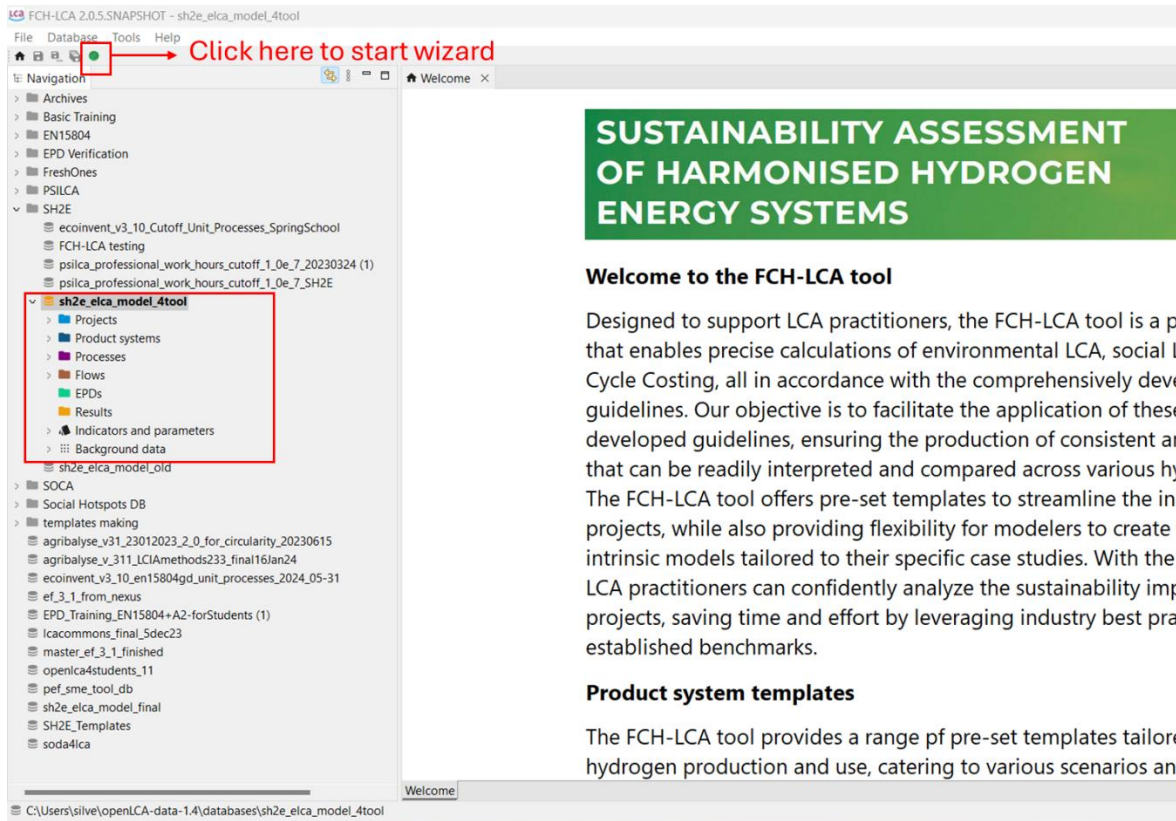 FCH-LCA 2.0.5.SNAPSHOT - sh2e_elca_model_4tool
File Database Tools Help
Click here to start wizard
Navigation
Welcome
Archives
Basic Training
EN15804
EPD Verification
FreshOnes
PSILCA
SH2E
ecoinvent_v3_10_Cutoff_Unit_Processes_SpringSchool
FCH-LCA testing
psilca_professional_work_hours_cutoff_1_0e_7_20230324 (1)
psilca_professional_work_hours_cutoff_1_0e_7_SH2E
sh2e_elca_model_4tool
Projects
Product systems
Processes
Flows
EPDs
Results
Indicators and parameters
Background data
sh2e_elca_model_old
SOCA
Social Hotspots DB
templates making
agribalyse_v31_23012023_2_0_for_circularity_20230615
agribalyse_v_311_LCIAmethods233_final16Jan24
ecoinvent_v3_10_en15804gd_unit_processes_2024_05-31
ef_3_1_from_nexus
EPD_Training_EN15804+A2-forStudents (1)
lcacommons_final_5dec23
master_ef_3_1_finished
openlca4students_11
pef_sme_tool_db
sh2e_elca_model_final
SH2E_Templates
soda4lca
SUSTAINABILITY ASSESSMENT
OF HARMONISED HYDROGEN
ENERGY SYSTEMS
Welcome to the FCH-LCA tool
Designed to support LCA practitioners, the FCH-LCA tool is a p
that enables precise calculations of environmental LCA, social L
Cycle Costing, all in accordance with the comprehensively deve
guidelines. Our objective is to facilitate the application of these
developed guidelines, ensuring the production of consistent a
that can be readily interpreted and compared across various hy
The FCH-LCA tool offers pre-set templates to streamline the in
projects, while also providing flexibility for modelers to create
intrinsic models tailored to their specific case studies. With the
LCA practitioners can confidently analyze the sustainability imp
projects, saving time and effort by leveraging industry best pra
established benchmarks.
Product system templates
The FCH-LCA tool provides a range pf pre-set templates tailore
hydrogen production and use, catering to various scenarios an
Welcome
C:\Users\silve\openLCA-data-1.4\databases\sh2e_elca_model_4tool